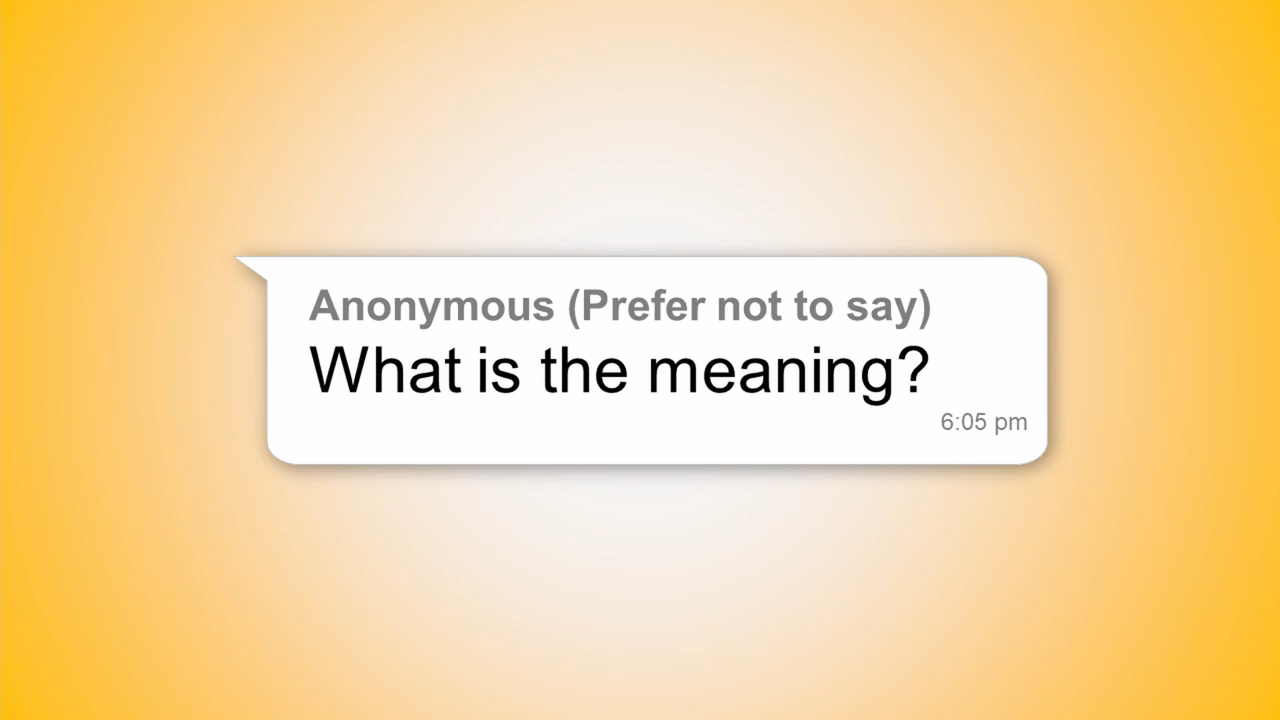 Anonymous (Prefer not to say)
What is the meaning?
6:05 pm